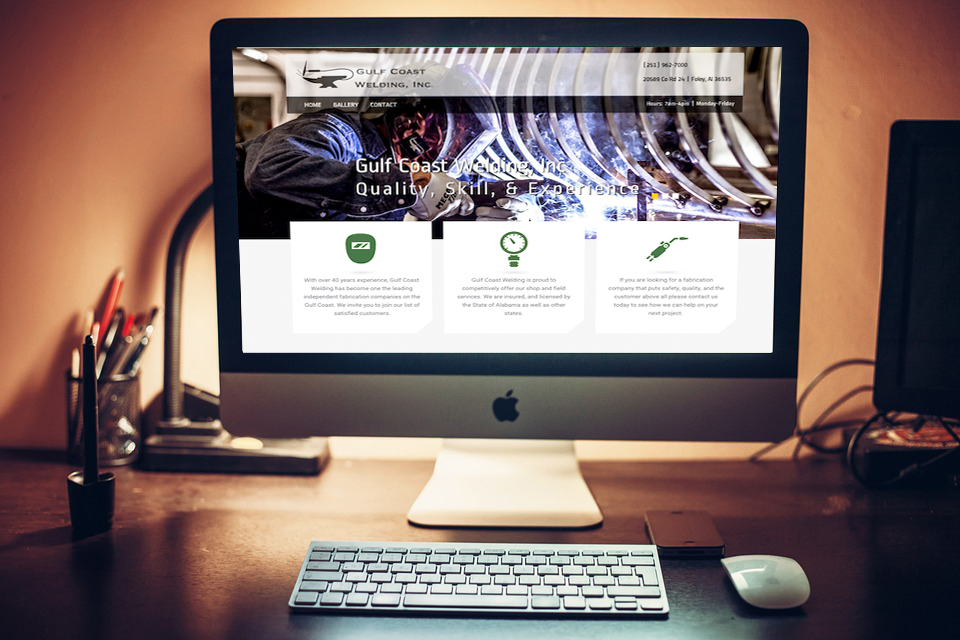 Gulf Coast
Welding, Inc
(251) 962-7000
20589 Co Rd 24 | Foley, Al 36535
HOME GALLERY CONTACT
Hours: 7am-4pm | Monday-Friday
Gulf Coast Welding, Inc
Quality, Skill, & Experience
With over 40 years experience, Gulf Coast
Welding has become one the leading
independent fabrication companies on the
Gulf Coast. We invite you to join our list of
satisfied customers.
Gulf Coast Welding is proud to
competitively offer our shop and field
services. We are insured, and licensed by
the State of Alabama as well as other
states.
If you are looking for a fabrication
company that puts safety, quality, and the
customer above all please contact us
today to see how we can help on your
next project.